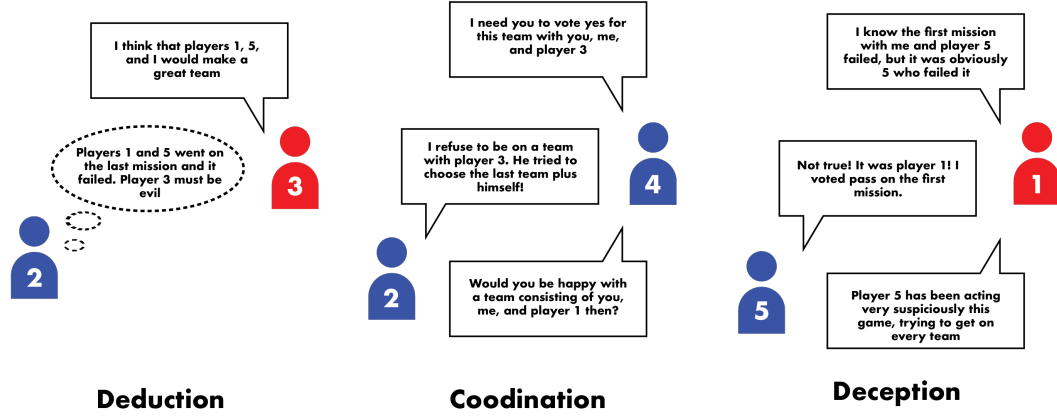 I think that players 1, 5,
and I would make a
great team
Players 1 and 5 went on
the last mission and it
failed. Player 3 must be
evil
3
2
Deduction
I need you to vote yes for
this team with you, me,
and player 3
I refuse to be on a team
with player 3. He tried to
choose the last team plus
himself!
4
2
Would you be happy with
a team consisting of you,
me, and player 1 then?
Coodination
I know the first mission
with me and player 5
failed, but it was obviously
5 who failed it
Not true! It was player 1! I
voted pass on the first
mission.
1
5
Player 5 has been acting
very suspiciously this
game, trying to get on
every team
Deception